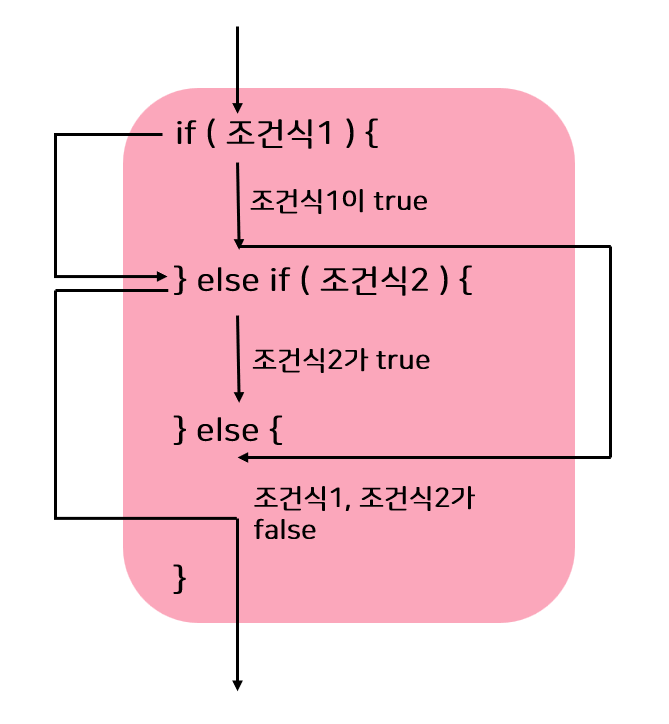 if ( 조건식1 ) {
조건식1이 true
} else if ( 조건식2 ) {
조건식2가 true
} else {
조건식1, 조건식2가
false
}